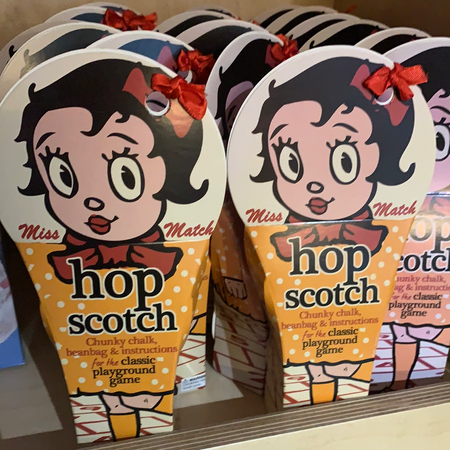 Miss Match
hop
scotch
Chunky chalk,
beanbag & instructions
for the classic
playground
game
Miss Match
hop
scotch
Chunky chalk,
beanbag & instructions
for the classic
playground
game